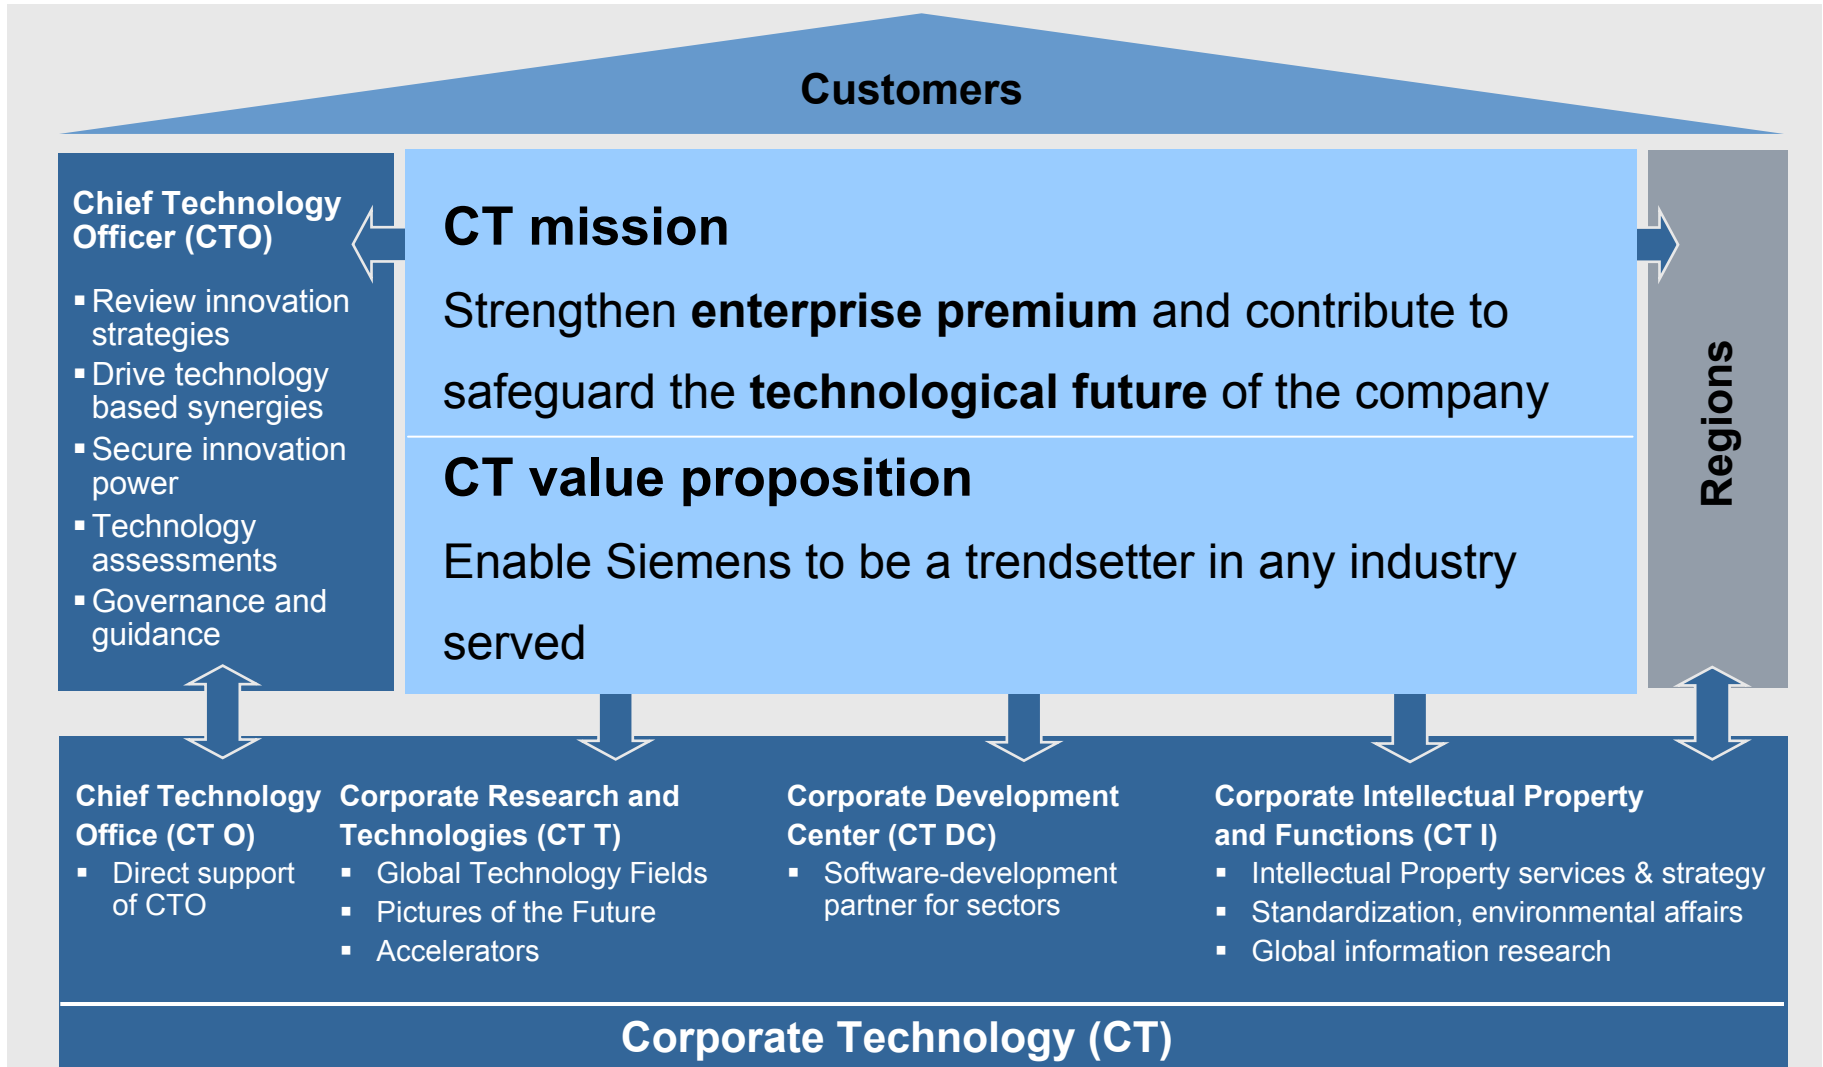 Customers
Chief Technology
Officer (CTO)
▪ Review innovation
strategies
▪ Drive technology
based synergies
▪ Secure innovation
power
▪ Technology
assessments
▪ Governance and
guidance
CT mission
Strengthen enterprise premium and contribute to
safeguard the technological future of the company
CT value proposition
Enable Siemens to be a trendsetter in any industry
served
Regions
Chief Technology
Office (CT O)
▪ Direct support
of CTO
Corporate Research and
Technologies (CT T)
▪ Global Technology Fields
▪ Pictures of the Future
▪ Accelerators
Corporate Development
Center (CT DC)
▪ Software-development
partner for sectors
Corporate Intellectual Property
and Functions (CT I)
▪ Intellectual Property services & strategy
▪ Standardization, environmental affairs
▪ Global information research
Corporate Technology (CT)